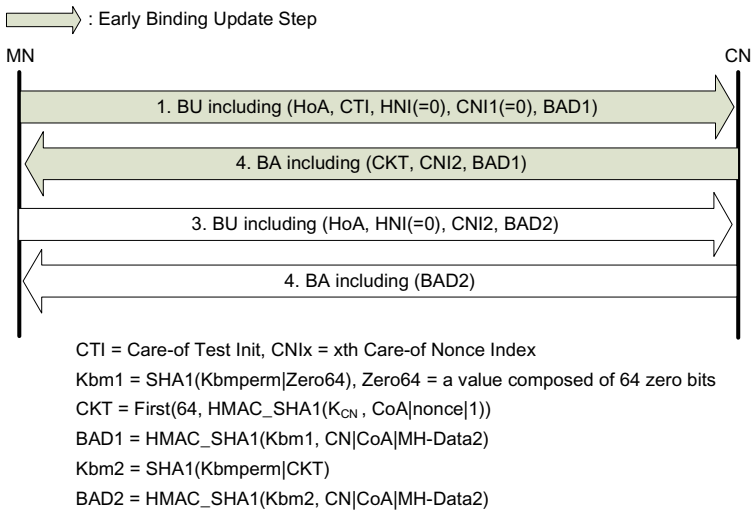 : Early Binding Update Step
MN
CN
1. BU including (HoA, CTI, HNI(=0), CNI1(=0), BAD1)
4. BA including (CKT, CNI2, BAD1)
3. BU including (HoA, HNI(=0), CNI2, BAD2)
4. BA including (BAD2)
CTI = Care-of Test Init, CNIx = xth Care-of Nonce Index
Kbm1 = SHA1(Kbmperm|Zero64), Zero64 = a value composed of 64 zero bits
CKT = First(64, HMAC_SHA1(K_CN , CoA|nonce|1))
BAD1 = HMAC_SHA1(Kbm1, CN|CoA|MH-Data2)
Kbm2 = SHA1(Kbmperm|CKT)
BAD2 = HMAC_SHA1(Kbm2, CN|CoA|MH-Data2)